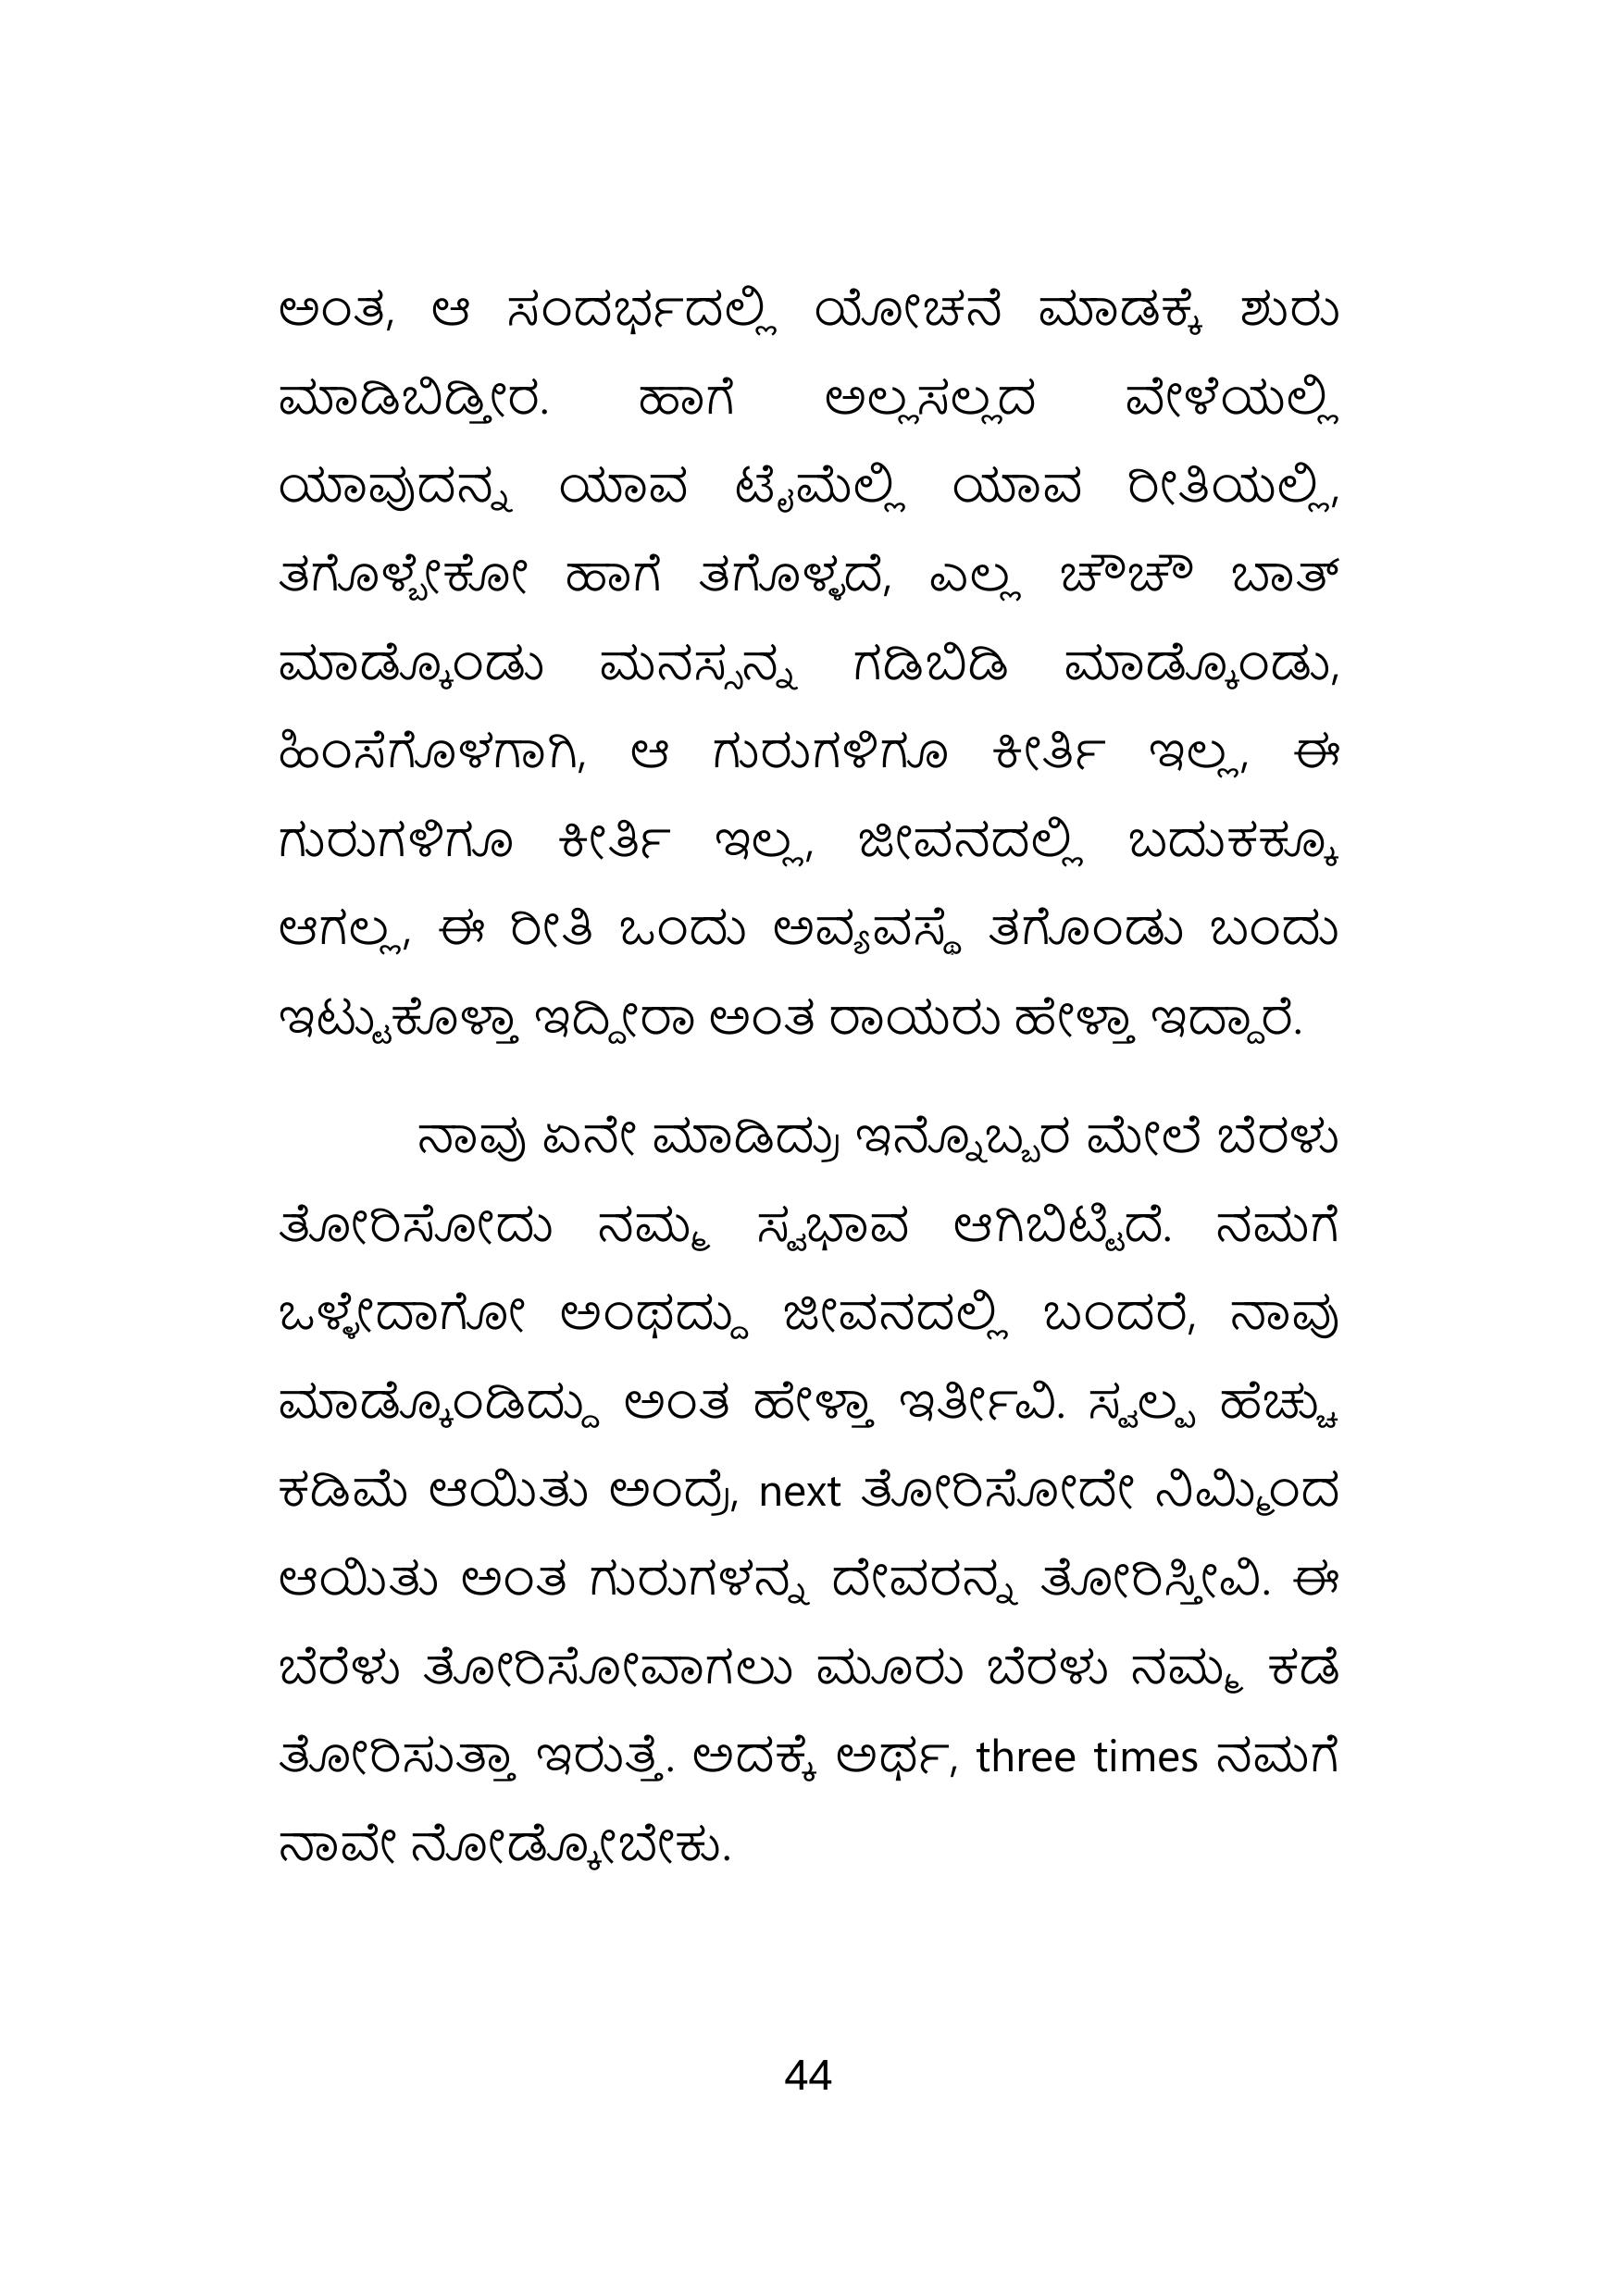 ಅಂತ, ಆ ಸಂದರ್ಭದಲ್ಲಿ ಯೋಚನೆ ಮಾಡಕ್ಕೆ ಶುರು
ಮಾಡಿಬಿಡ್ತೀರ. ಹಾಗೆ ಅಲ್ಲಸಲ್ಲದ ವೇಳೆಯಲ್ಲಿ
ಯಾವುದನ್ನ ಯಾವ ಟೈಮೆಲ್ಲಿ ಯಾವ ರೀತಿಯಲ್ಲಿ,
ತಗೊಳ್ಬೇಕೋ ಹಾಗೆ ತಗೊಳ್ಳದೆ, ಎಲ್ಲ ಚೌಚೌ ಬಾತ್
ಮಾಡ್ಕೊಂಡು ಮನಸ್ಸನ್ನ ಗಡಿಬಿಡಿ ಮಾಡ್ಕೊಂಡು,
ಹಿಂಸೆಗೊಳಗಾಗಿ, ಆ ಗುರುಗಳಿಗೂ ಕೀರ್ತಿ ಇಲ್ಲ, ಈ
ಗುರುಗಳಿಗೂ ಕೀರ್ತಿ ಇಲ್ಲ, ಜೀವನದಲ್ಲಿ ಬದುಕಕ್ಕೂ
ಆಗಲ್ಲ, ಈ ರೀತಿ ಒಂದು ಅವ್ಯವಸ್ಥೆ ತಗೊಂಡು ಬಂದು
ಇಟ್ಟುಕೊಳ್ತಾ ಇದ್ದೀರಾ ಅಂತ ರಾಯರು ಹೇಳ್ತಾ ಇದ್ದಾರೆ.
ನಾವು ಏನೇ ಮಾಡಿದ್ರು ಇನ್ನೊಬ್ಬರ ಮೇಲೆ ಬೆರಳು
ತೋರಿಸೋದು ನಮ್ಮ ಸ್ವಭಾವ ಆಗಿಬಿಟ್ಟಿದೆ. ನಮಗೆ
ಒಳ್ಳೇದಾಗೋ ಅಂಥದ್ದು ಜೀವನದಲ್ಲಿ ಬಂದರೆ, ನಾವು
ಮಾಡ್ಕೊಂಡಿದ್ದು ಅಂತ ಹೇಳ್ತಾ ಇರ್ತೀವಿ. ಸ್ವಲ್ಪ ಹೆಚ್ಚು
ಕಡಿಮೆ ಆಯಿತು ಅಂದ್ರೆ, next ತೋರಿಸೋದೇ ನಿಮ್ಮಿಂದ
ಆಯಿತು ಅಂತ ಗುರುಗಳನ್ನ ದೇವರನ್ನ ತೋರಿಸ್ತೀವಿ. ಈ
ಬೆರೆಳು ತೋರಿಸೋವಾಗಲು ಮೂರು ಬೆರಳು ನಮ್ಮ ಕಡೆ
ತೋರಿಸುತ್ತಾ ಇರುತ್ತೆ. ಅದಕ್ಕೆ ಅರ್ಥ, three times ನಮಗೆ
ನಾವೇ ನೋಡ್ಕೋಬೇಕು.
44